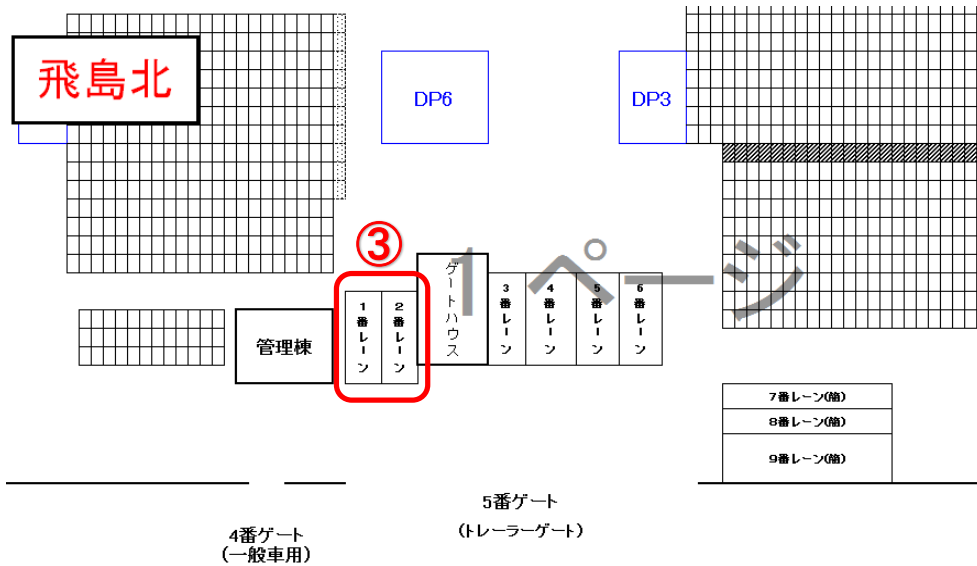 飛島北
DP6
DP3
③
1ページ
ゲートハウス
1番レーン
2番レーン
3番レーン
4番レーン
5番レーン
6番レーン
管理棟
7番レーン(簡)
8番レーン(簡)
9番レーン(簡)
5番ゲート
(トレーラーゲート)
4番ゲート
(一般車用)